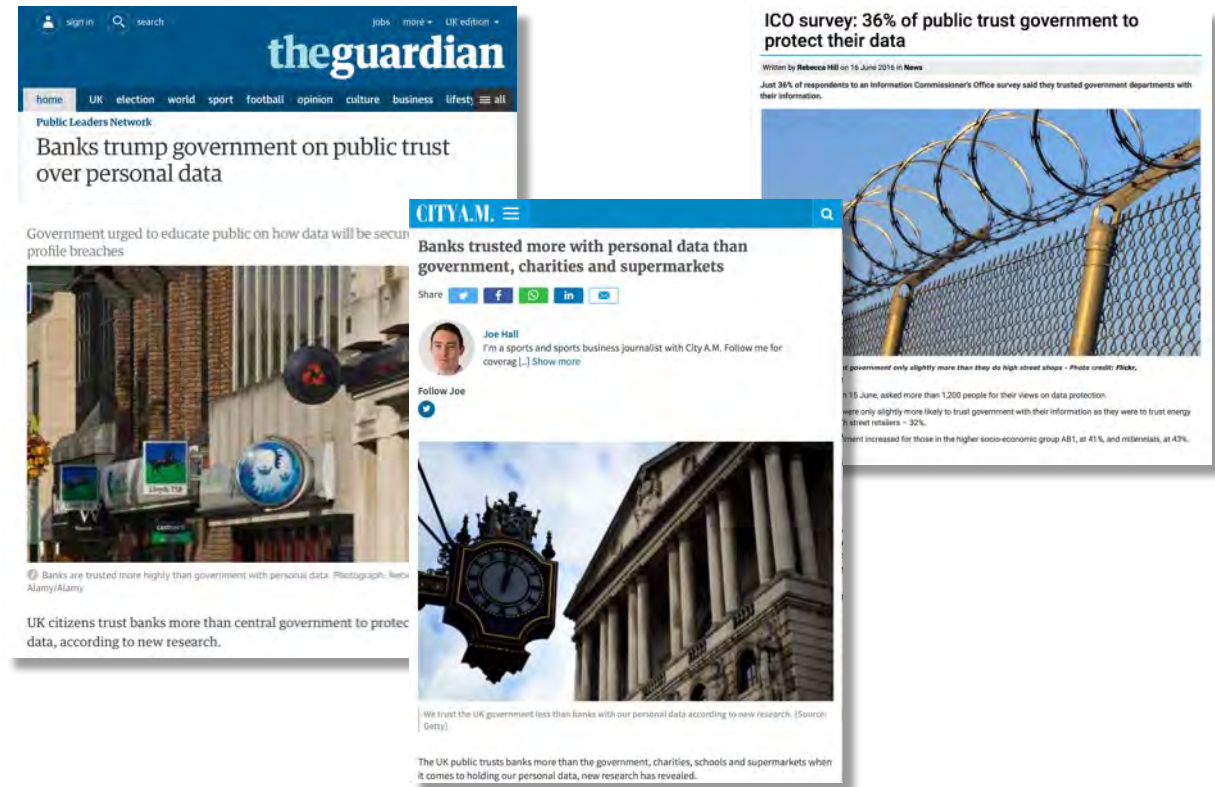 sign in search jobs more UK edition
theguardian
home UK election world sport football opinion culture business all
Public Leaders Network
Banks trump government on public trust
over personal data
Government urged to educate public on how data will be secur
profile breaches
Lloyds TSB
Banks are trusted more highly than government with personal data. Photograph:
Alamy/Alamy
UK citizens trust banks more than central government to protec
data, according to new research.
CITYA.M.
Banks trusted more with personal data than
government, charities and supermarkets
Share
Joe Hall
I'm a sports and sports business journalist with City A.M. Follow me for
coverag [...] Show more
Follow Joe
We trust the UK government less than banks with our personal data according to new research. (Source:
Getty)
The UK public trusts banks more than the government, charities, schools and supermarkets when
it comes to holding our personal data, new research has revealed.
ICO survey: 36% of public trust government to
protect their data
Written by Rebecca Hill on 16 June 2016 in News
Just 36% of respondents to an Information Commissioner's Office survey said they trusted government departments with
their information.
government only slightly more than they do high street shops - Photo credit: Flickr,
15 June, asked more than 1,200 people for their views on data protection.
were only slightly more likely to trust government with their information as they were to trust energy
street retailers – 32%.
increased for those in the higher socio-economic group AB1, at 41%, and millennials, at 43%.